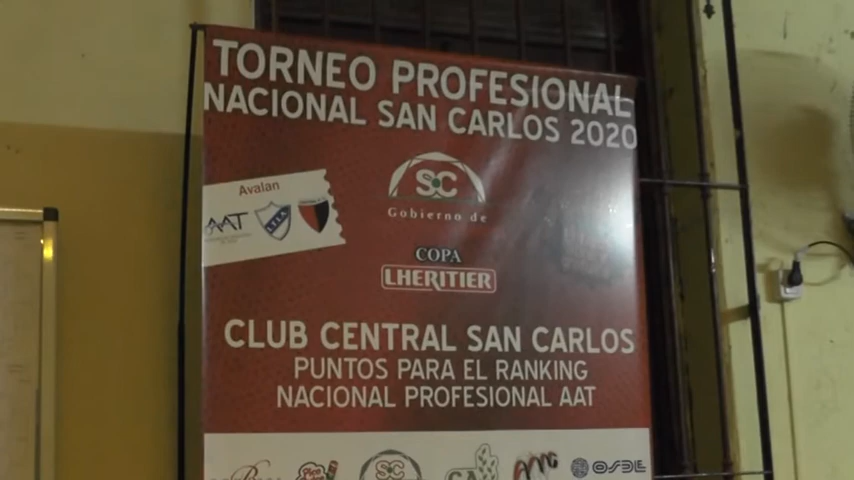 TORNEO PROFESIONAL
NACIONAL SAN CARLOS 2020
Avalan
AAT
SC
Gobierno de
COPA
LHERITIER
CLUB CENTRAL SAN CARLOS
PUNTOS PARA EL RANKING
NACIONAL PROFESIONAL AAT
SC
OSDE